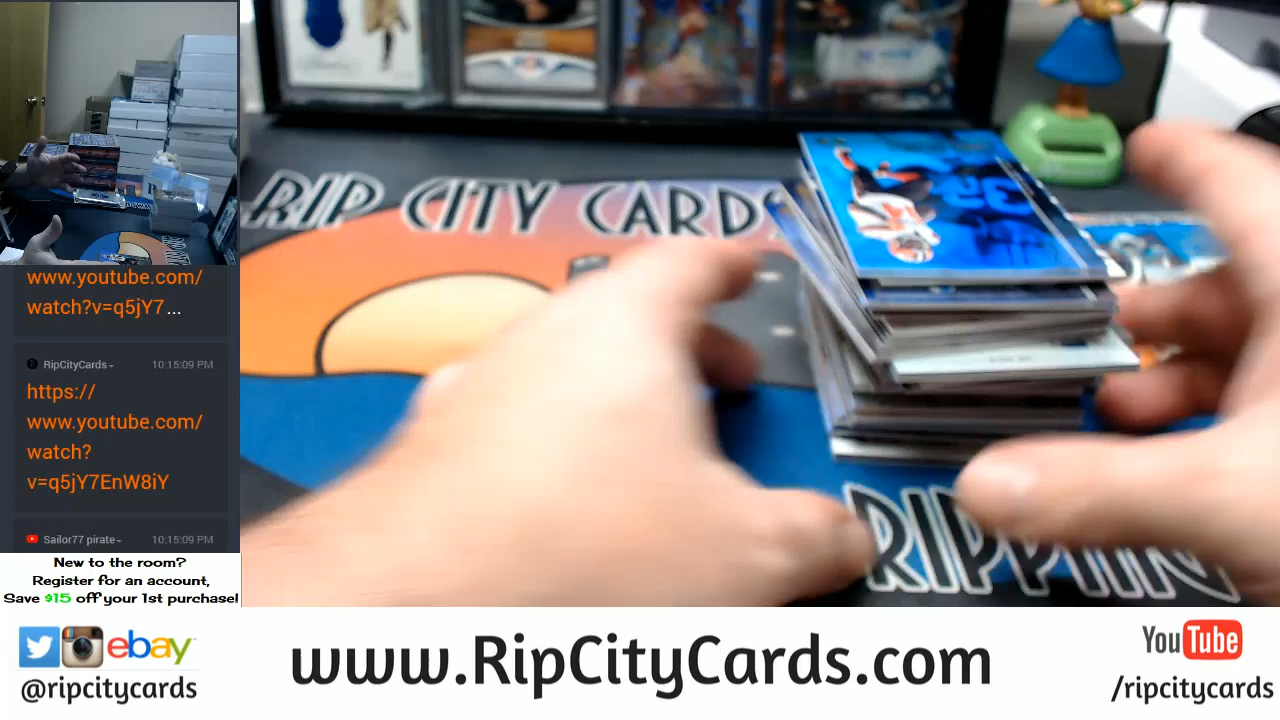 RIP CITY CARDS
RIPPIN
www.youtube.com/
watch?v=q5jY7...
RipCityCards
10:15:09 PM
https://
www.youtube.com/
watch?
v=q5jY7EnW8iY
Sailor77 pirate
10:15:09 PM
New to the room?
Register for an account,
Save $15 off your 1st purchase!
ebay
@ripcitycards
www.RipCityCards.com
YouTube
/ripcitycards